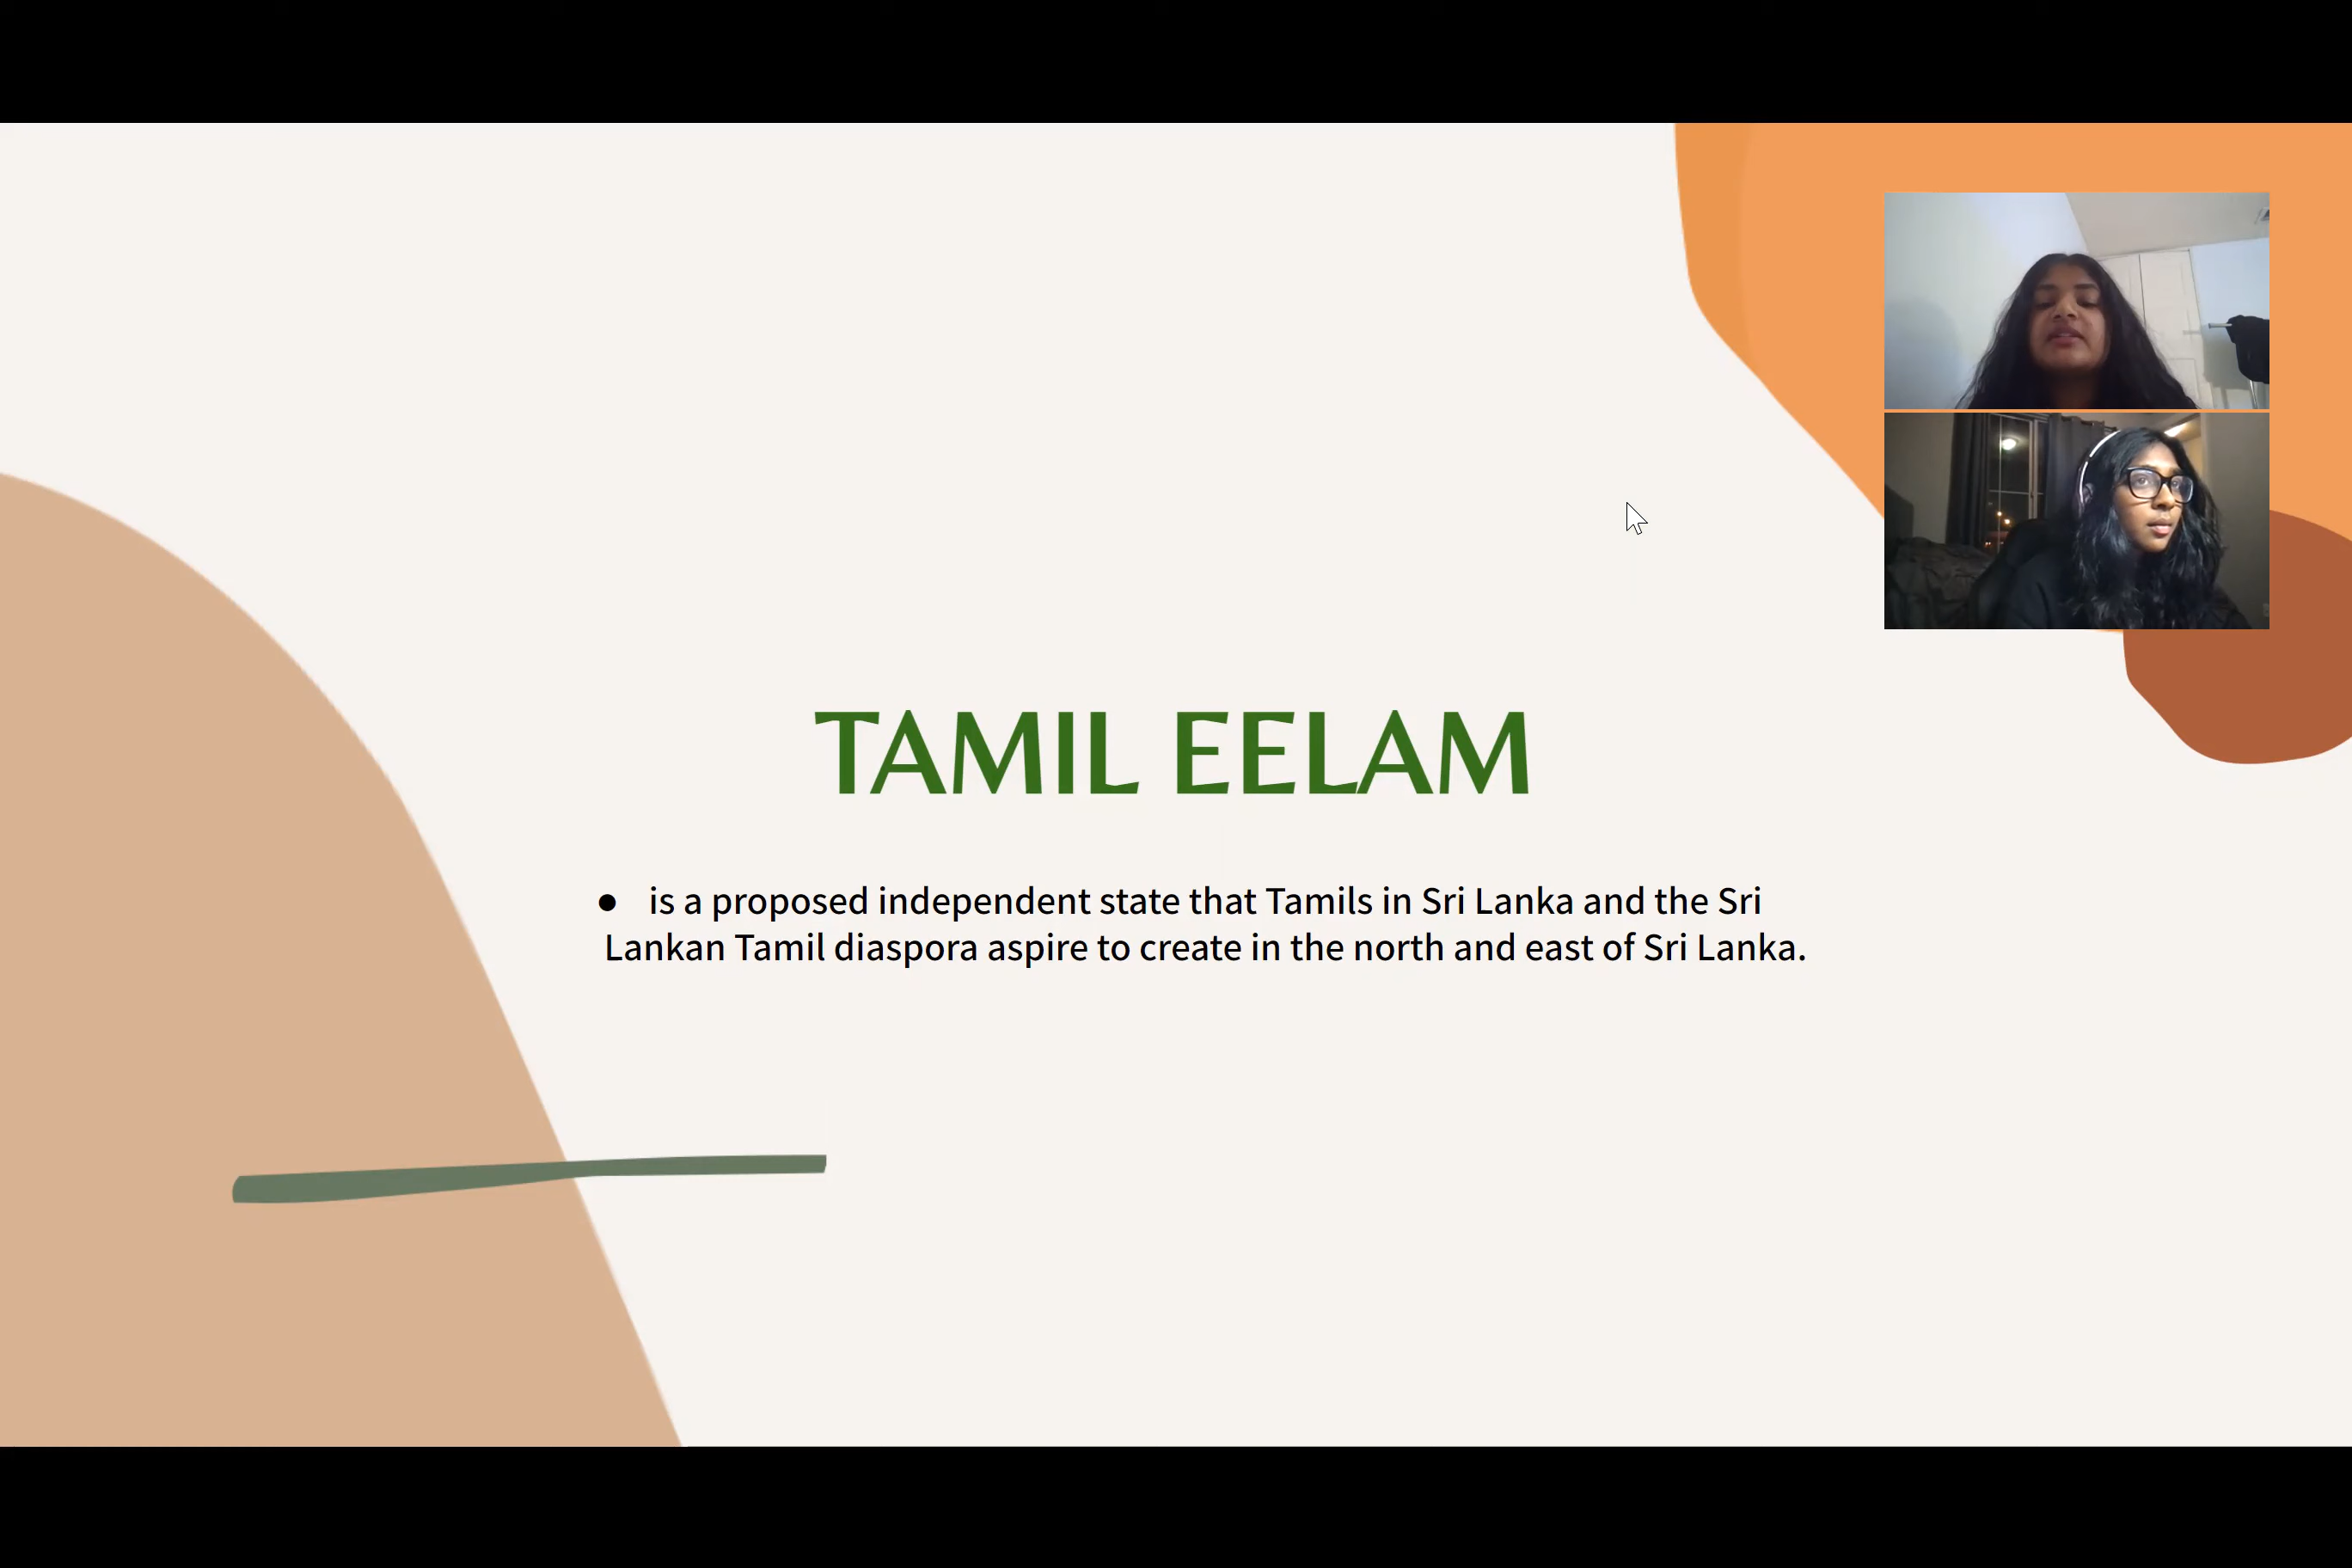 TAMIL EELAM
● is a proposed independent state that Tamils in Sri Lanka and the Sri
Lankan Tamil diaspora aspire to create in the north and east of Sri Lanka.